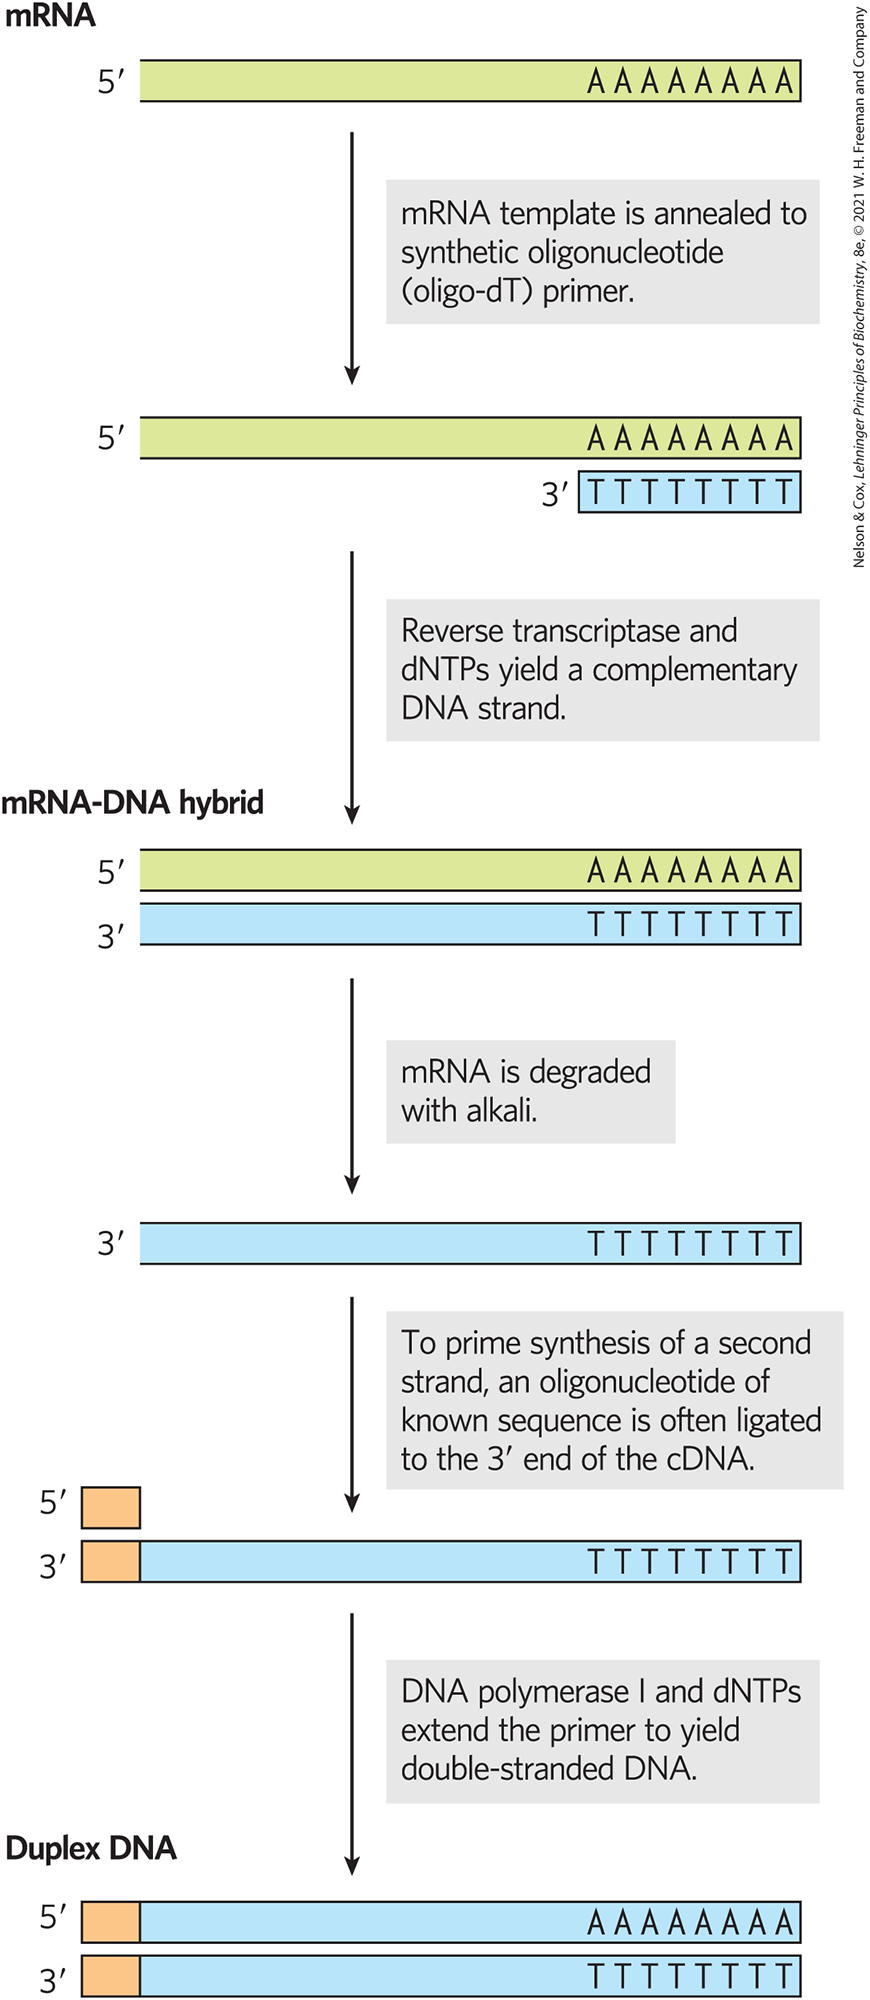 mRNA
5′ A A A A A A A A
mRNA template is annealed to
synthetic oligonucleotide
(oligo-dT) primer.
5′ A A A A A A A A
3′ T T T T T T T T
Reverse transcriptase and
dNTPs yield a complementary
DNA strand.
mRNA-DNA hybrid
5′ A A A A A A A A
3′ T T T T T T T T
mRNA is degraded
with alkali.
3′ T T T T T T T T
To prime synthesis of a second
strand, an oligonucleotide of
known sequence is often ligated
to the 3′ end of the cDNA.
5′
3′ T T T T T T T T
DNA polymerase I and dNTPs
extend the primer to yield
double-stranded DNA.
Duplex DNA
5′ A A A A A A A A
3′ T T T T T T T T
Nelson & Cox, Lehninger Principles of Biochemistry, 8e, © 2021 W. H. Freeman and Company